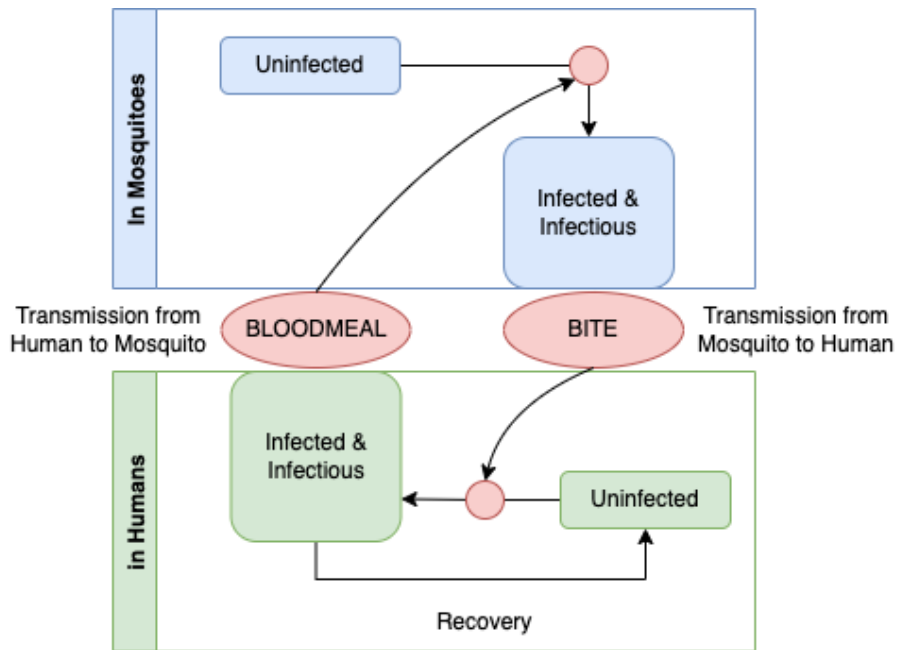 In Mosquitoes
Uninfected
Infected &
Infectious
Transmission from
Human to Mosquito
BLOODMEAL
BITE
Transmission from
Mosquito to Human
in Humans
Infected &
Infectious
Uninfected
Recovery